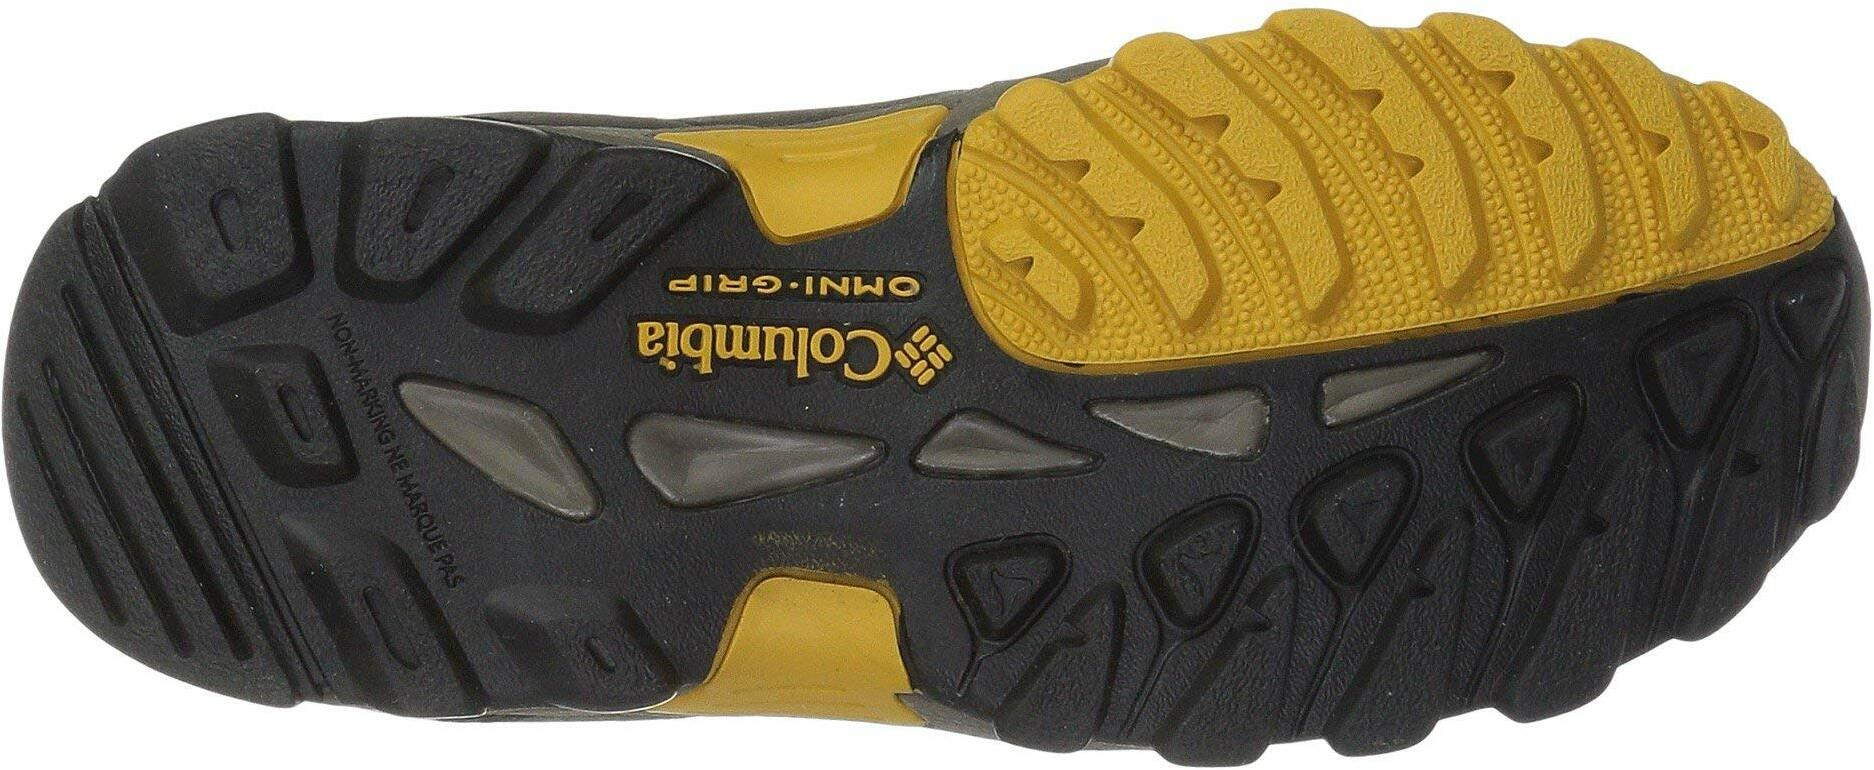 Columbia
OMNI·GRIP
NON-MARKING NE MARQUE PAS